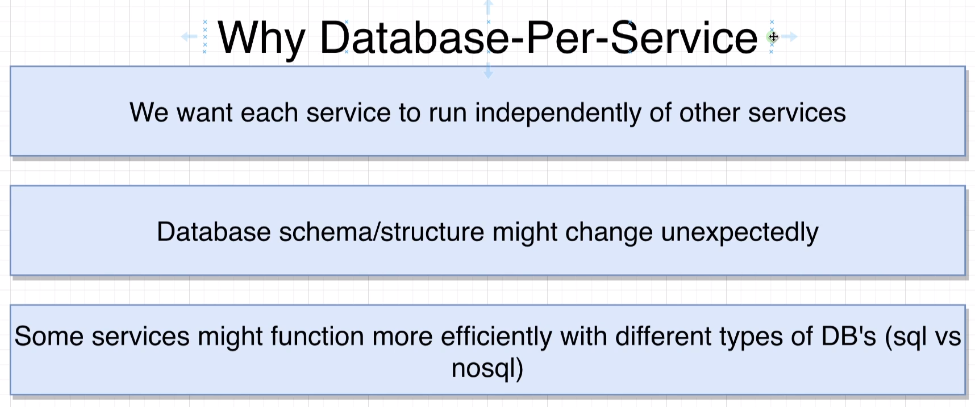 Why Database-Per-Service
We want each service to run independently of other services
Database schema/structure might change unexpectedly
Some services might function more efficiently with different types of DB's (sql vs
nosql)